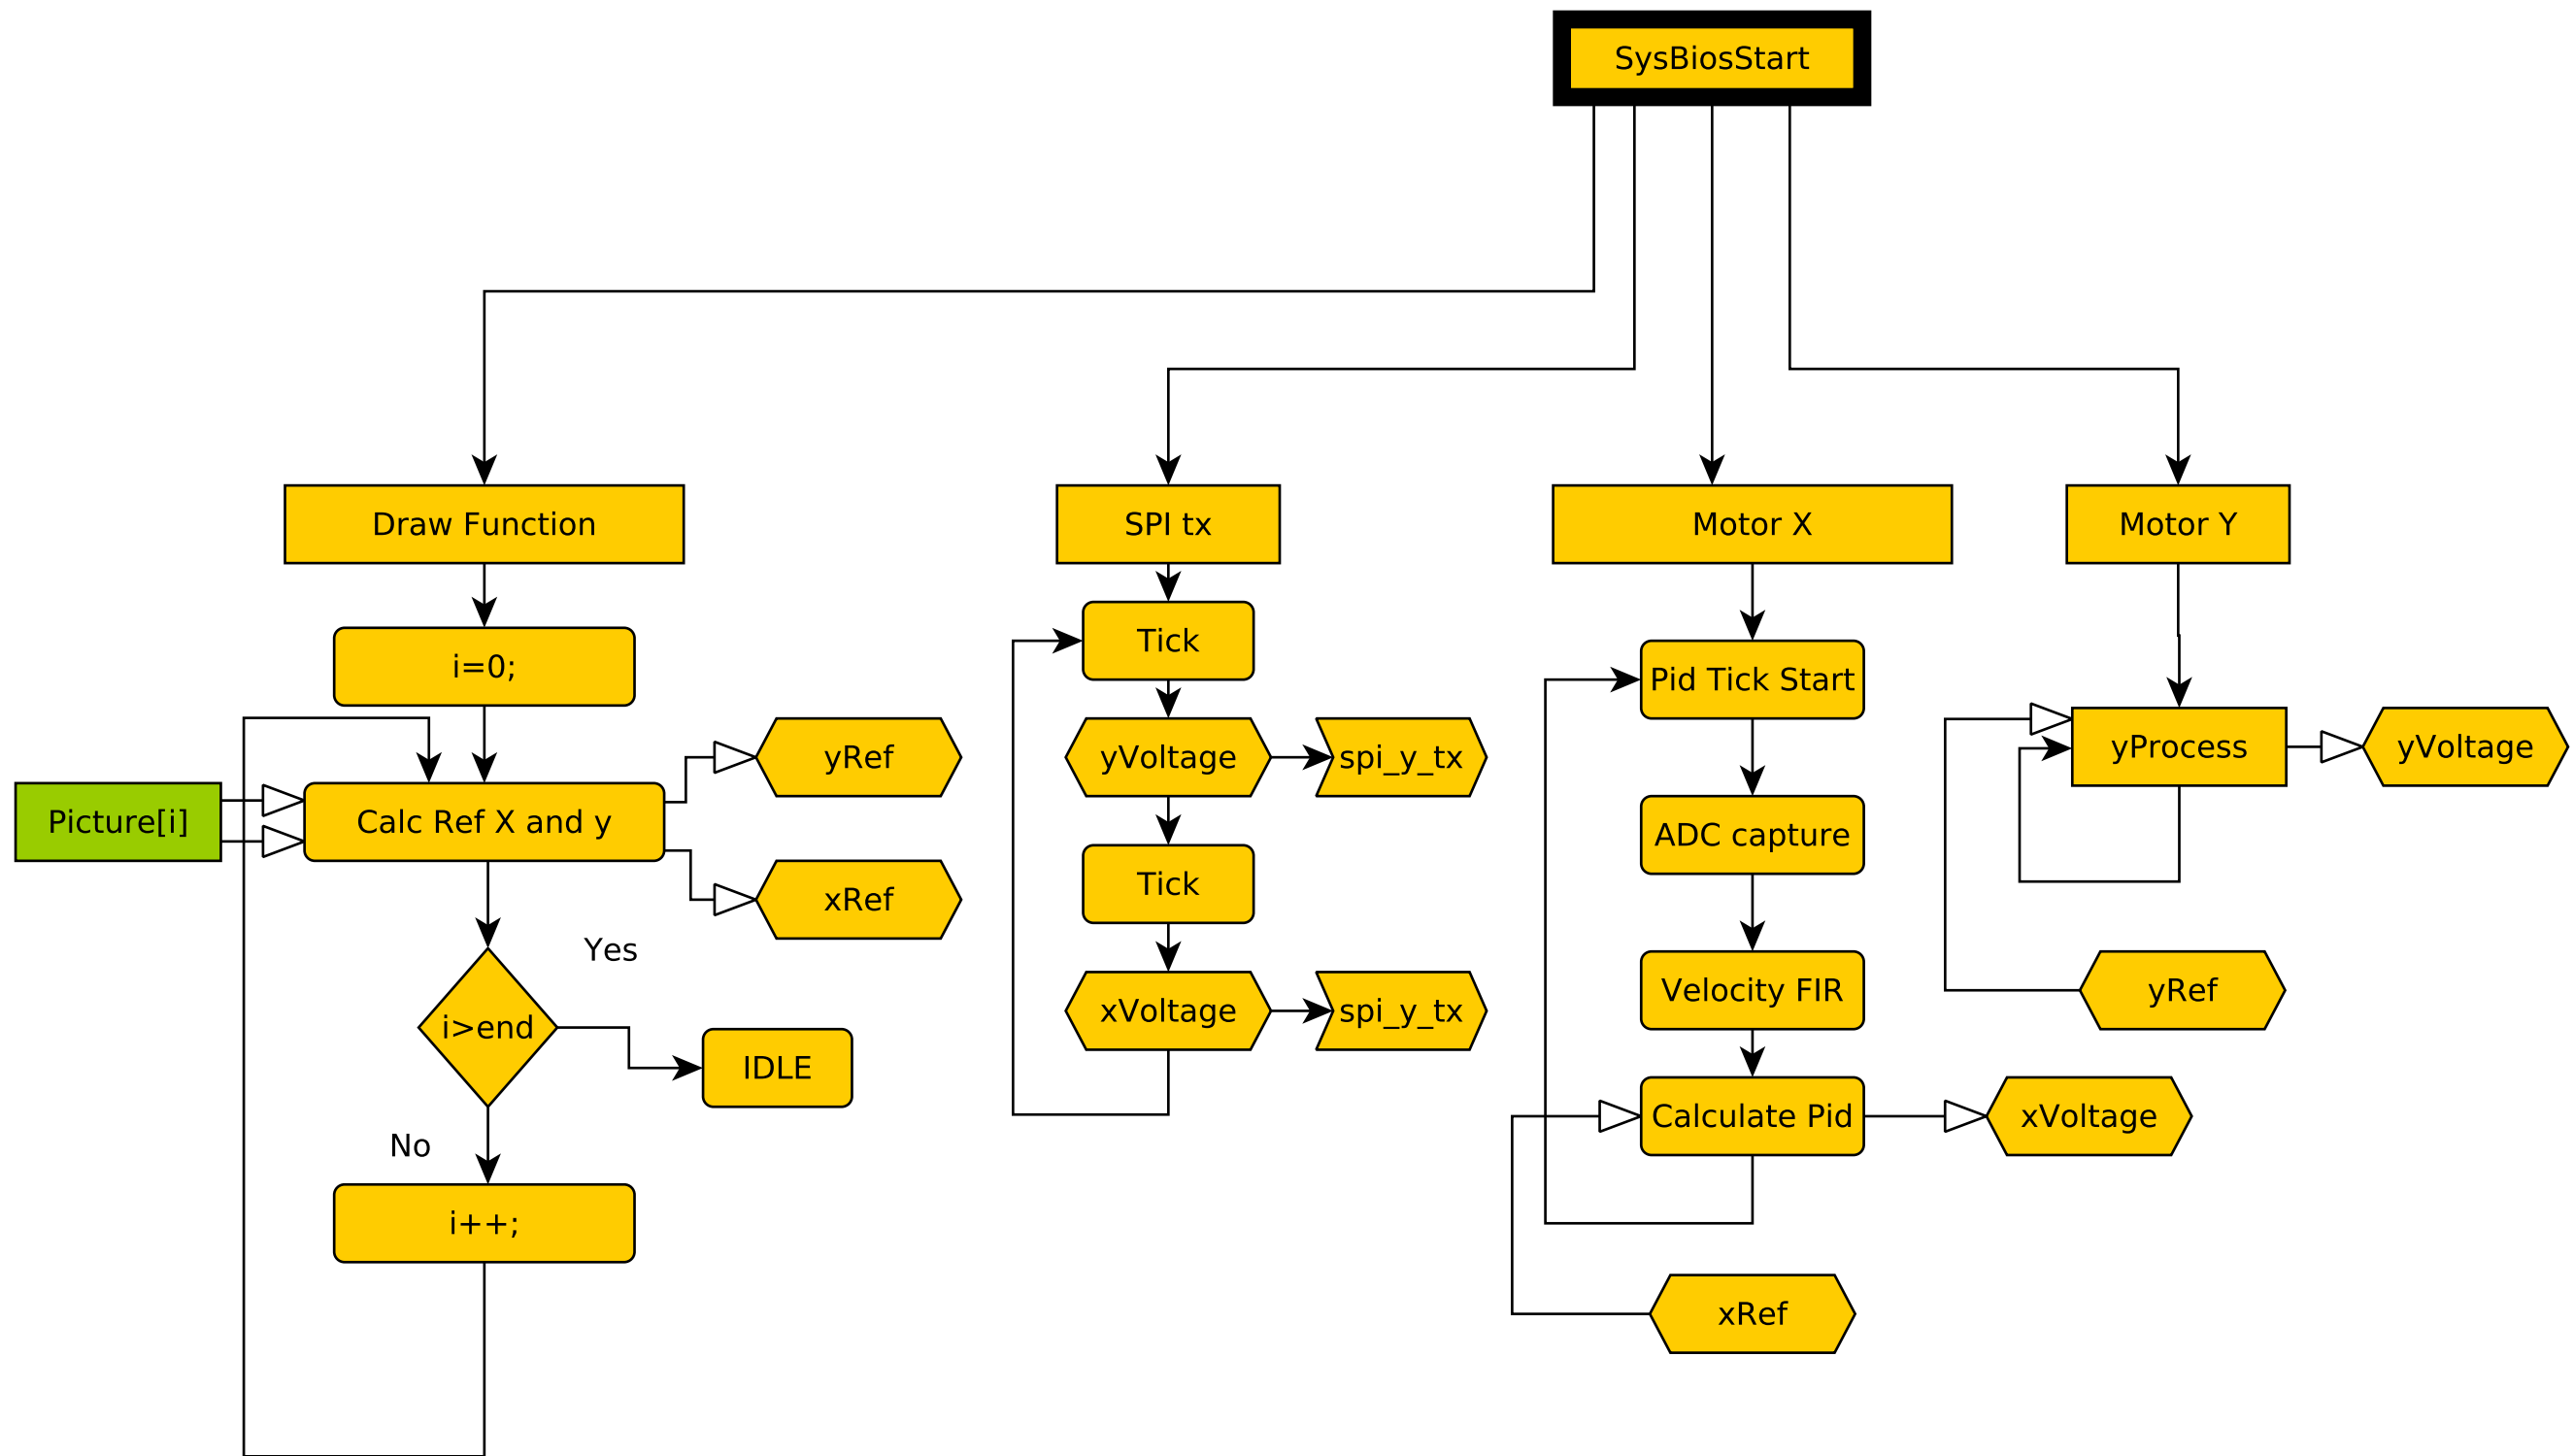 SysBiosStart
Draw Function
i=0;
Picture[i]
Calc Ref X and y
yRef
xRef
Yes
i>end
IDLE
No
i++;
SPI tx
Tick
yVoltage
spi_y_tx
Tick
xVoltage
spi_y_tx
Motor X
Pid Tick Start
ADC capture
Velocity FIR
Calculate Pid
xVoltage
xRef
Motor Y
yProcess
yVoltage
yRef